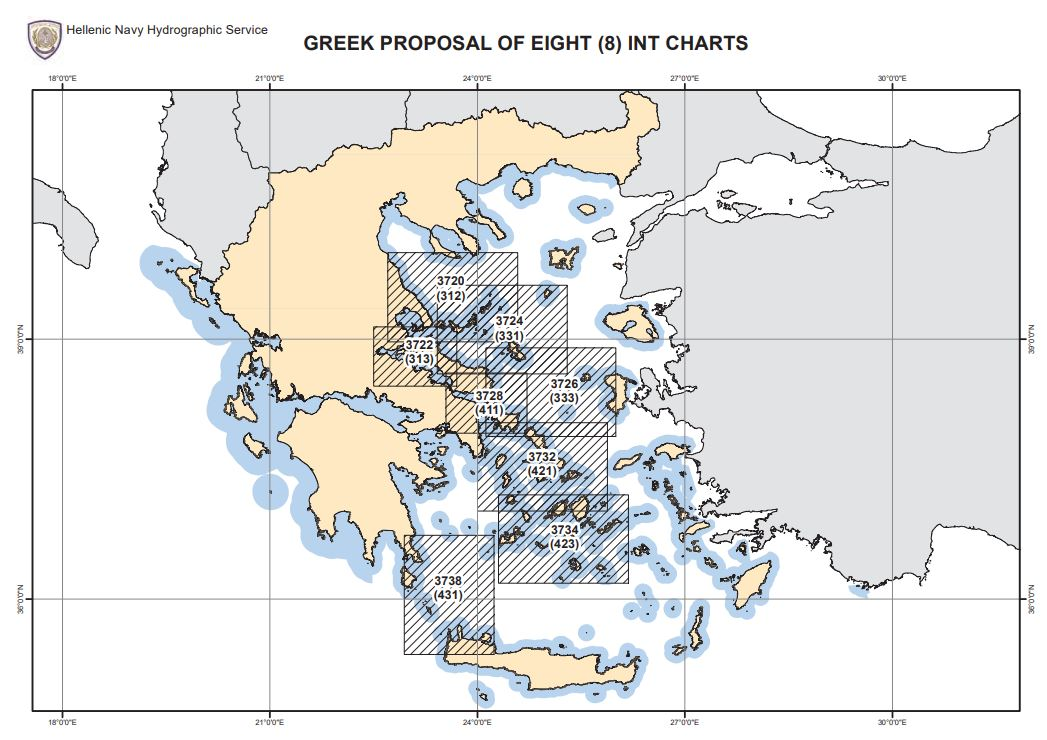 Hellenic Navy Hydrographic Service
GREEK PROPOSAL OF EIGHT (8) INT CHARTS
18°0'0"E 21°0'0"E 24°0'0"E 27°0'0"E 30°0'0"E
3720
(312)
3724
(331)
39°0'0"N 39°0'0"N
3722
(313)
3726
(333)
3728
(411)
3732
(421)
3734
(423)
3738
(431)
36°0'0"N 36°0'0"N
18°0'0"E 21°0'0"E 24°0'0"E 27°0'0"E 30°0'0"E